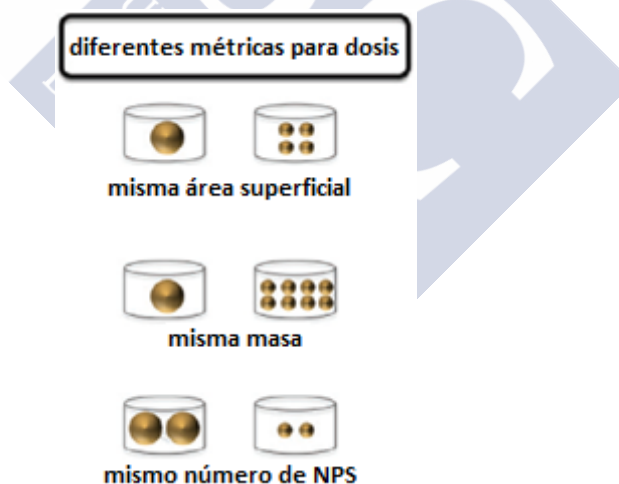 diferentes métricas para dosis
misma área superficial
misma masa
mismo número de NPS